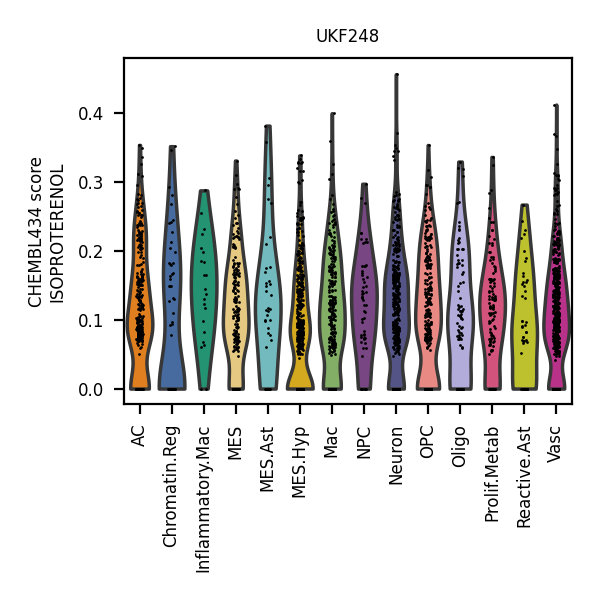 UKF248
CHEMBL434 score
ISOPROTERENOL
0.4
0.3
0.2
0.1
0.0
AC
Chromatin.Reg
Inflammatory.Mac
MES
MES.Ast
MES.Hyp
Mac
NPC
Neuron
OPC
Oligo
Prolif.Metab
Reactive.Ast
Vasc